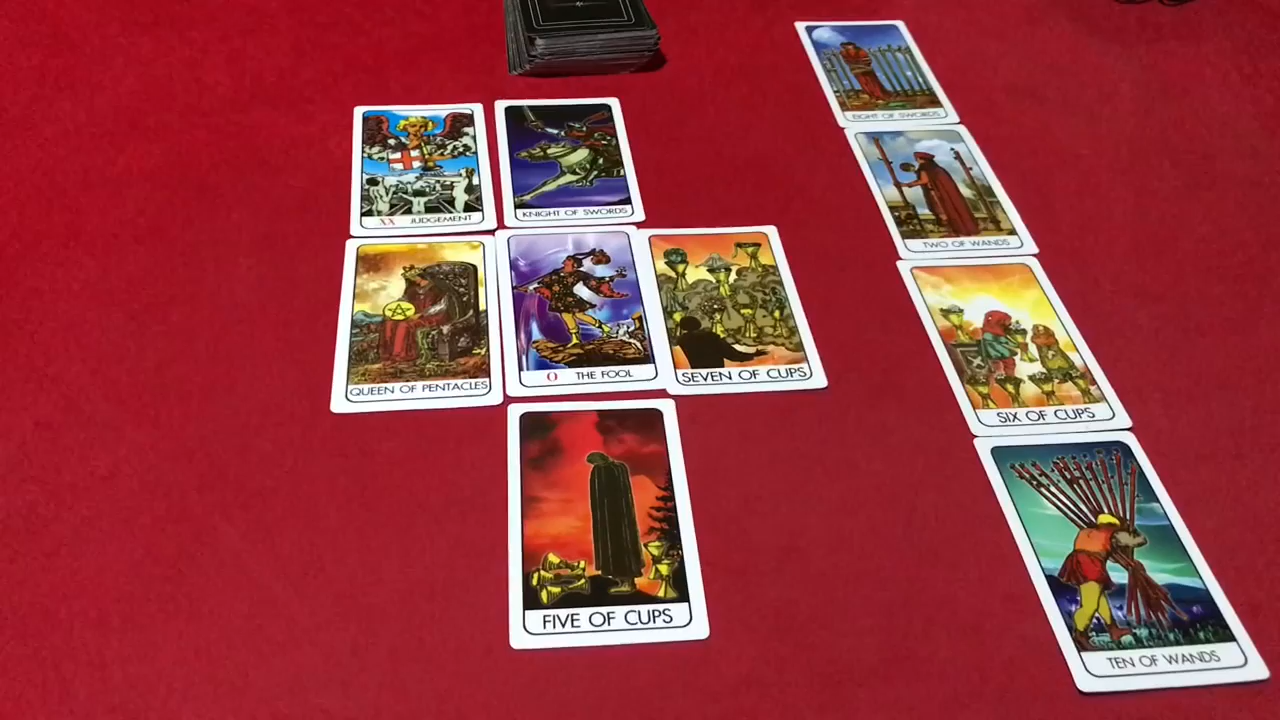 EIGHT OF SWORDS
XX JUDGEMENT
KNIGHT OF SWORDS
TWO OF WANDS
QUEEN OF PENTACLES
0 THE FOOL
SEVEN OF CUPS
SIX OF CUPS
FIVE OF CUPS
TEN OF WANDS